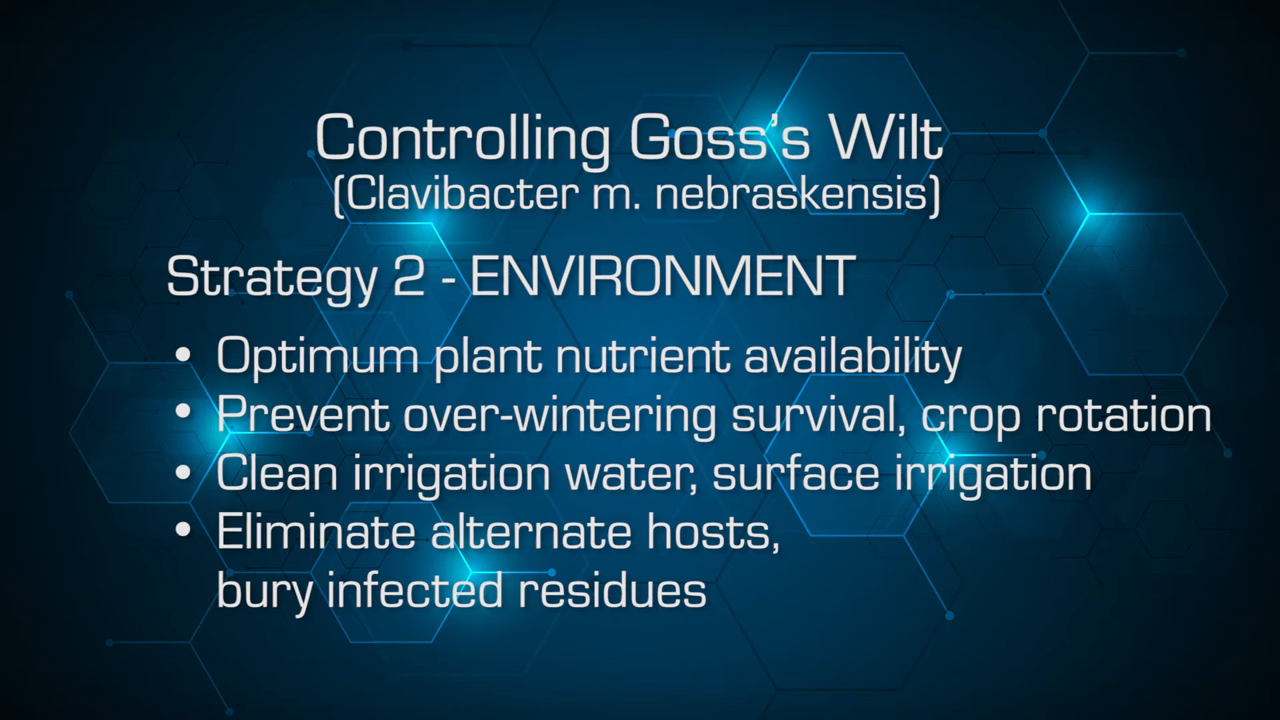 Controlling Goss's Wilt
(Clavibacter m. nebraskensis)
Strategy 2 - ENVIRONMENT
• Optimum plant nutrient availability
• Prevent over-wintering survival, crop rotation
• Clean irrigation water, surface irrigation
• Eliminate alternate hosts,
bury infected residues